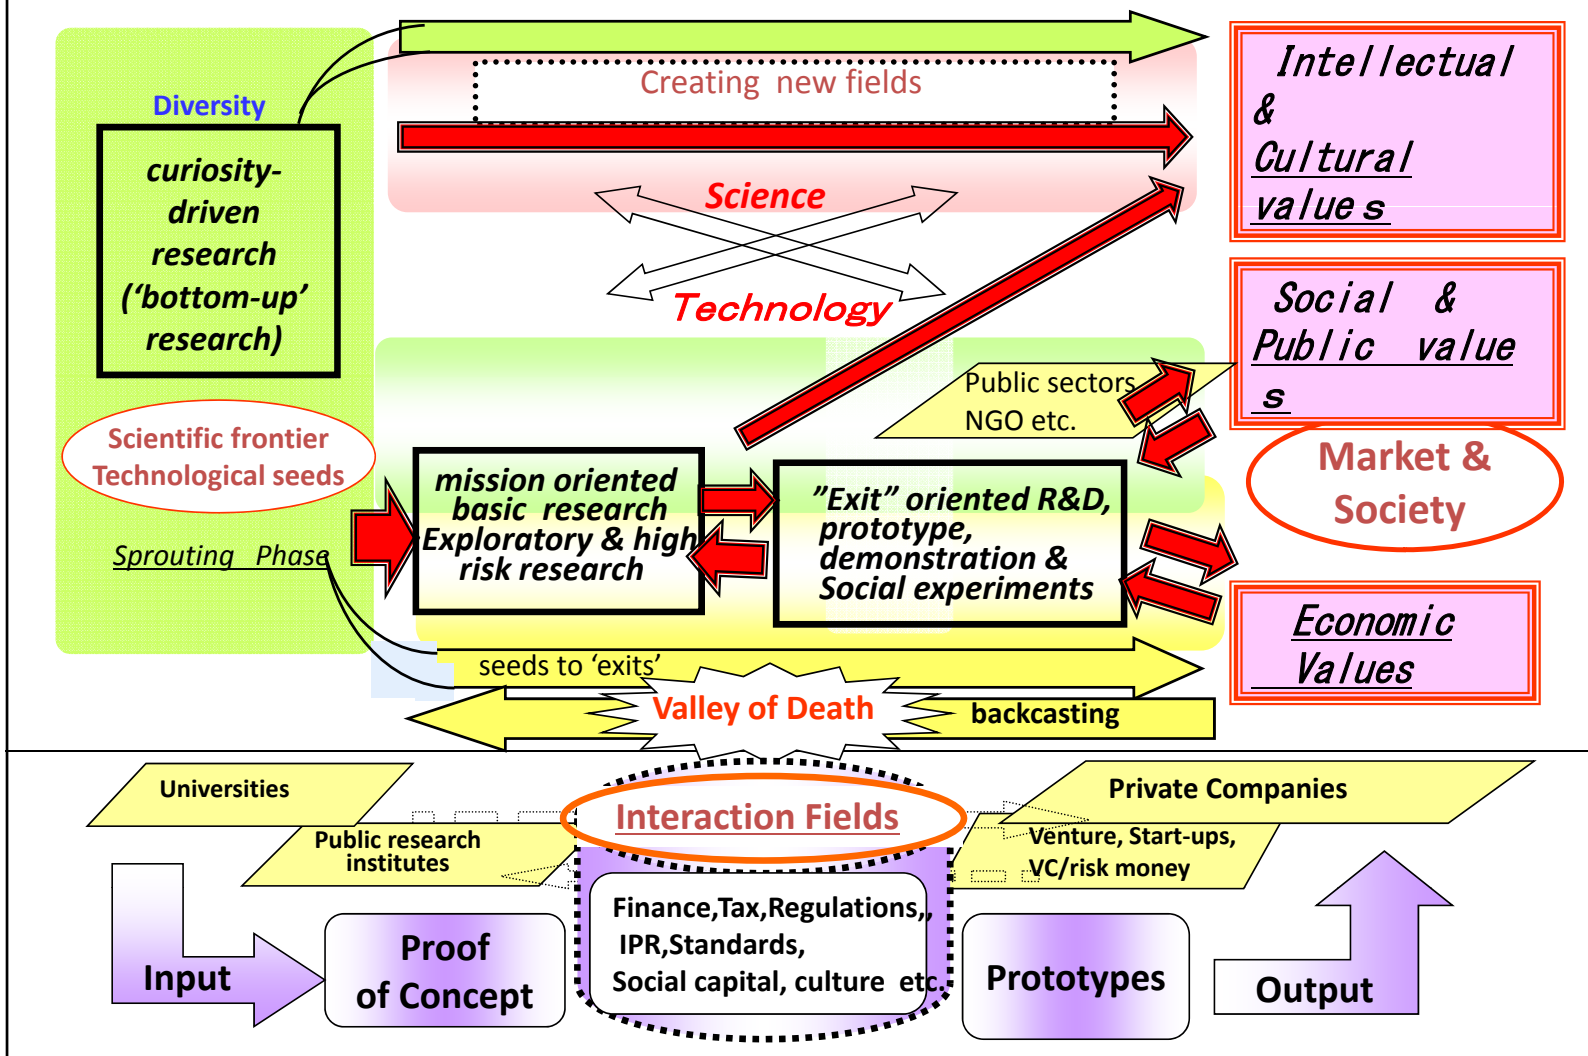 Diversity
curiosity-
driven
research
(‘bottom-up’
research)
Scientific frontier
Technological seeds
Sprouting Phase
Creating new fields
Science
Technology
Intellectual
&
Cultural
values
Social &
Public value
s
Public sectors
NGO etc.
Market &
Society
mission oriented
basic research
Exploratory & high
risk research
”Exit” oriented R&D,
prototype,
demonstration &
Social experiments
Economic
Values
seeds to ‘exits’
Valley of Death
backcasting
Universities
Public research
institutes
Interaction Fields
Private Companies
Venture, Start-ups,
VC/risk money
Finance,Tax,Regulations,,
IPR,Standards,
Social capital, culture etc.
Input
Proof
of Concept
Prototypes
Output